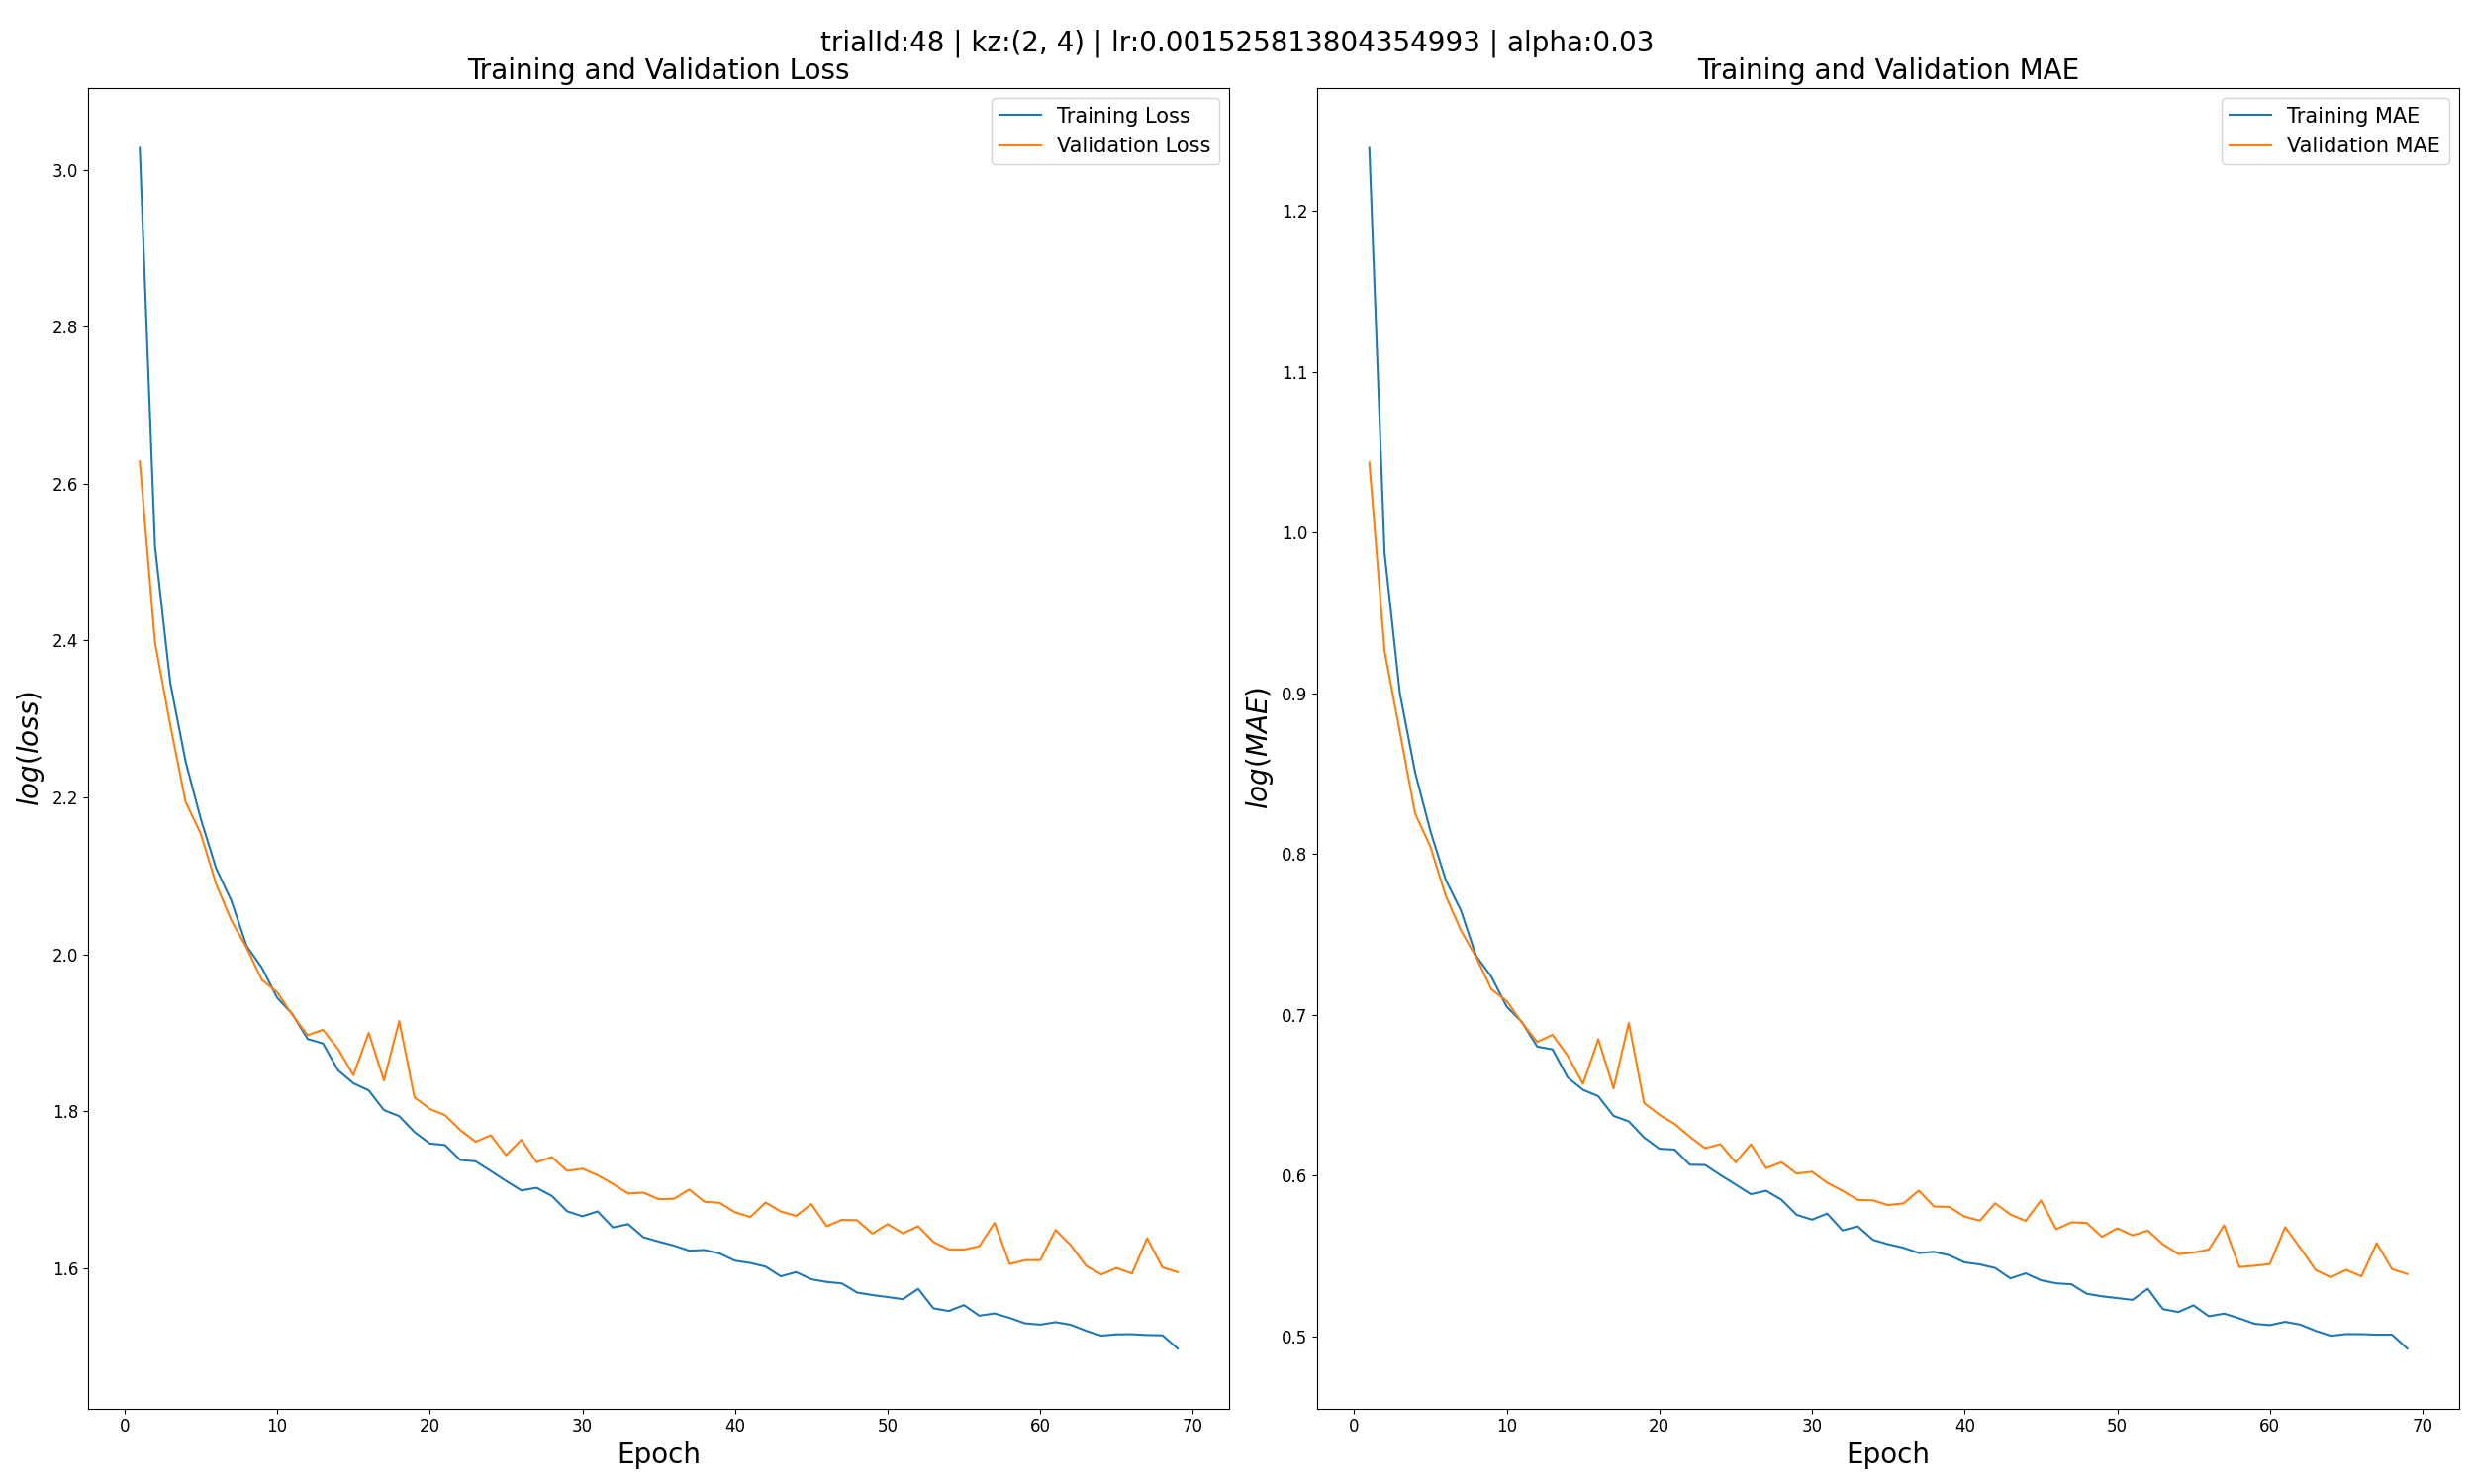 trialId:48 | kz:(2, 4) | lr:0.001525813804354993 | alpha:0.03
Training and Validation Loss
Training Loss
Validation Loss
3.0
2.8
2.6
2.4
2.2
2.0
1.8
1.6
log(loss)
0 10 20 30 40 50 60 70
Epoch
Training and Validation MAE
Training MAE
Validation MAE
1.2
1.1
1.0
0.9
0.8
0.7
0.6
0.5
log(MAE)
0 10 20 30 40 50 60 70
Epoch